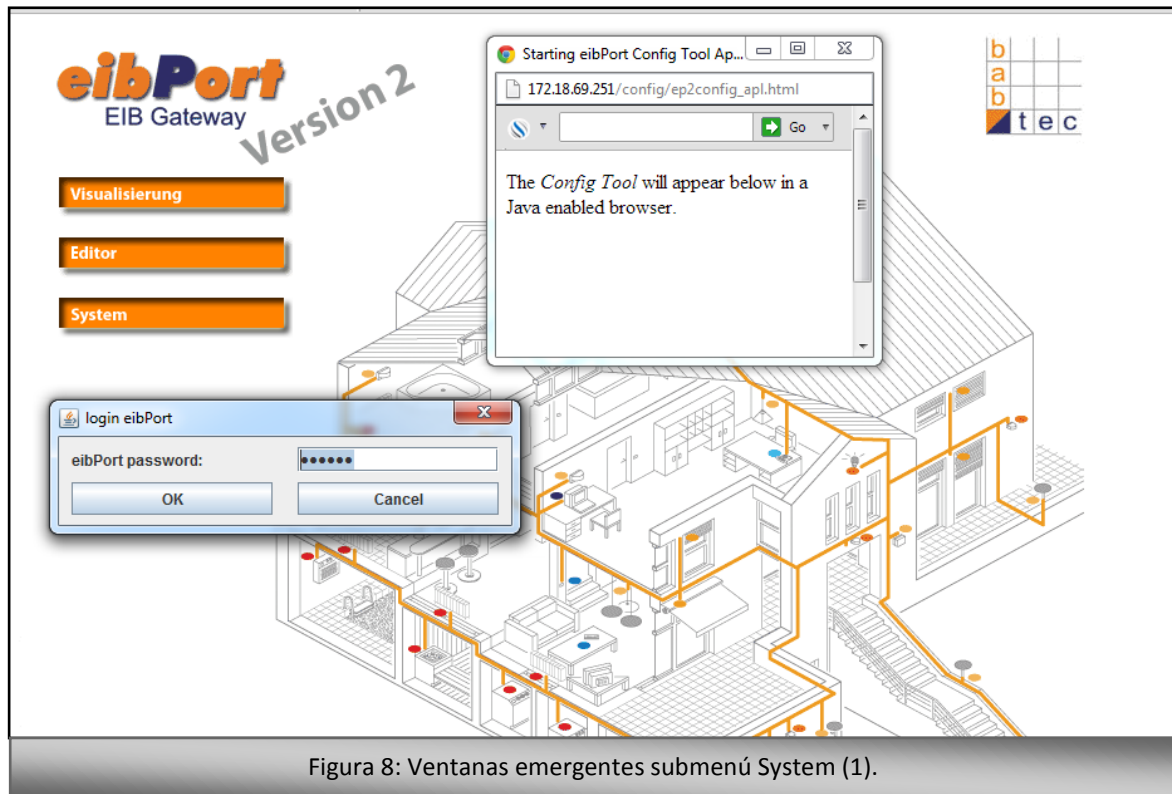 eibPort
EIB Gateway
Version 2
Visualisierung
Editor
System
Starting eibPort Config Tool Ap...
172.18.69.251/config/ep2config_apl.html
Go
The Config Tool will appear below in a
Java enabled browser.
b
a
b
tec
login eibPort
eibPort password:
••••••
OK
Cancel
Figura 8: Ventanas emergentes submenú System (1).